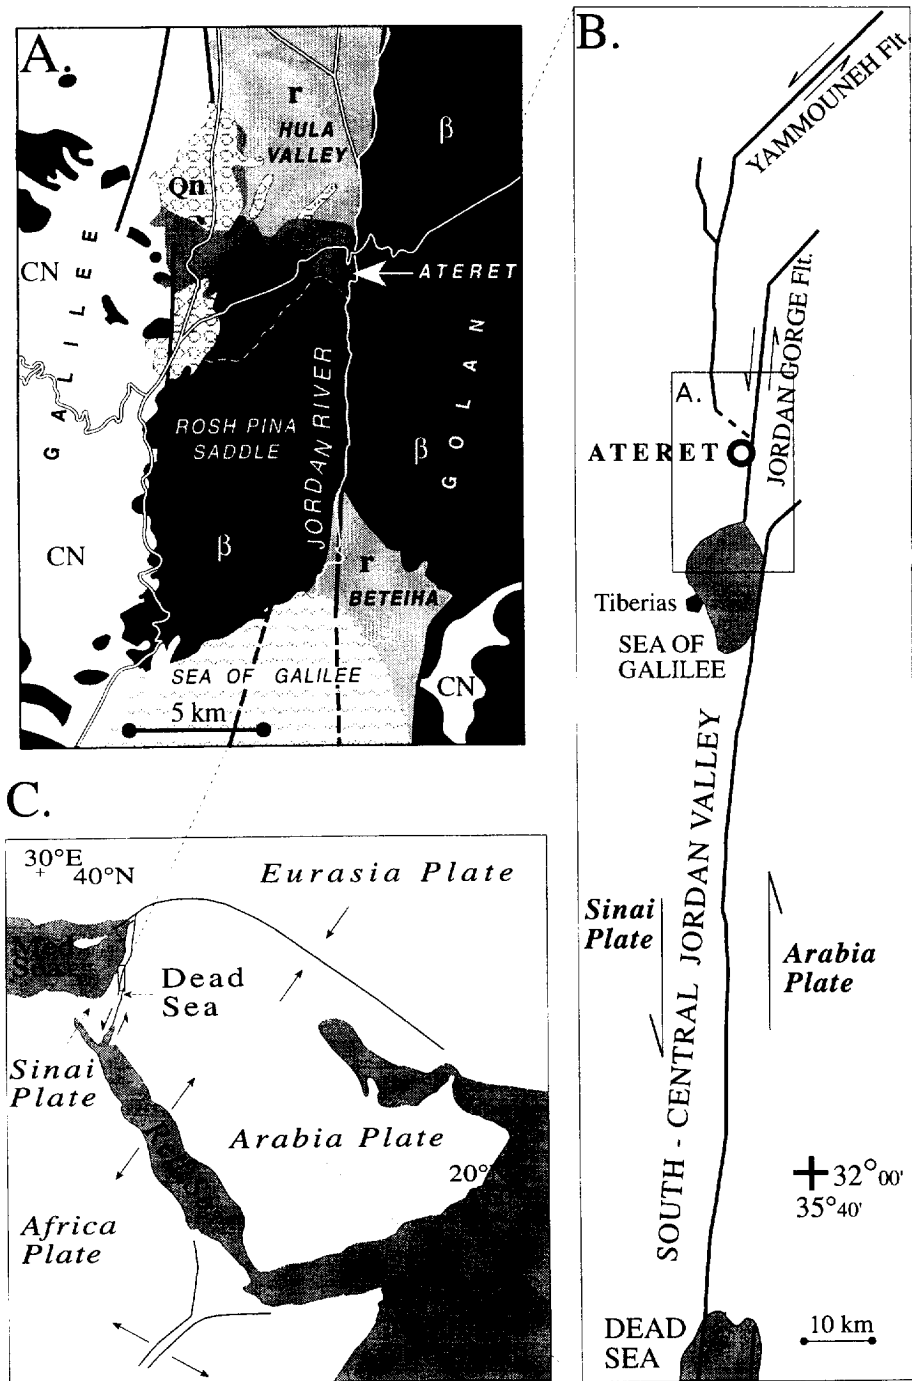 A.
r
HULA
VALLEY
β
Qn
CN
GALILEE
ATERET
GOLAN
ROSH PINA
SADDLE
JORDAN RIVER
β
β
CN
r
BETEIHA
SEA OF GALILEE
CN
5 km
B.
YAMMOUNEH Flt.
JORDAN GORGE Flt.
A.
ATERET
Tiberias
SEA OF
GALILEE
SOUTH - CENTRAL JORDAN VALLEY
Sinai
Plate
Arabia
Plate
32°00'
35°40'
DEAD
SEA
10 km
C.
30°E
40°N
Eurasia Plate
Med.
Sea
Dead
Sea
Sinai
Plate
Arabia Plate
20°
Africa
Plate